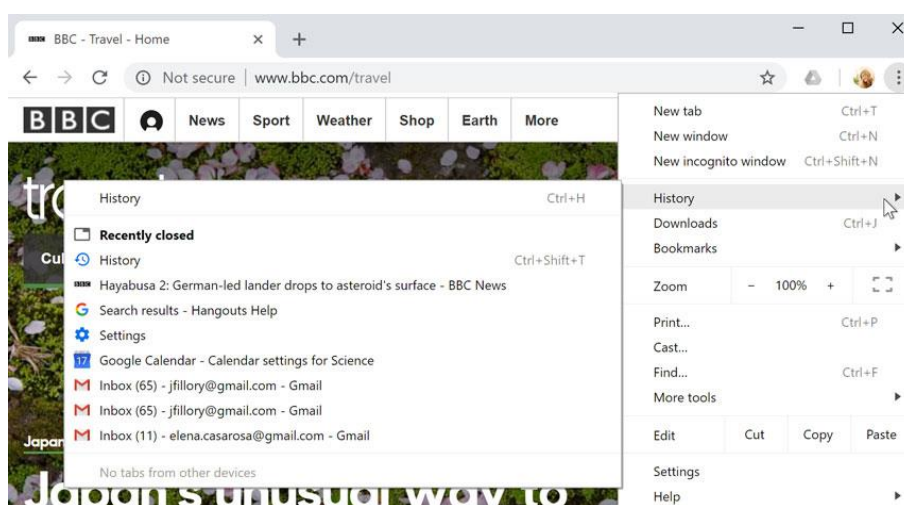 BBC - Travel - Home
Not secure | www.bbc.com/travel
BBC News Sport Weather Shop Earth More
New tab Ctrl+T
New window Ctrl+N
New incognito window Ctrl+Shift+N
History
Downloads Ctrl+J
Bookmarks
Zoom - 100% +
Print... Ctrl+P
Cast...
Find... Ctrl+F
More tools
Edit Cut Copy Paste
Settings
Help
History Ctrl+H
Recently closed
History Ctrl+Shift+T
Hayabusa 2: German-led lander drops to asteroid's surface - BBC News
Search results - Hangouts Help
Settings
17 Google Calendar - Calendar settings for Science
Inbox (65) - jfillory@gmail.com - Gmail
Inbox (65) - jfillory@gmail.com - Gmail
Inbox (11) - elena.casarosa@gmail.com - Gmail
No tabs from other devices
Japan's unusual way to